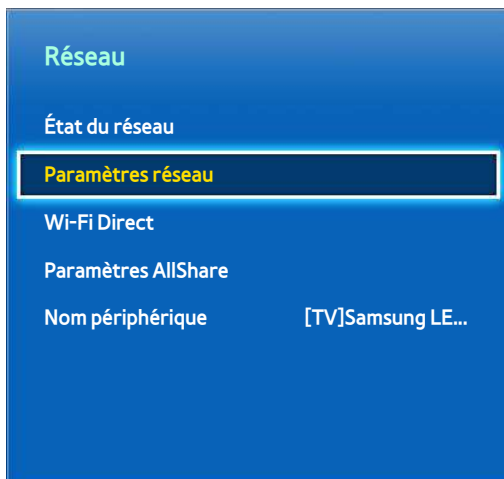 Réseau
État du réseau
Paramètres réseau
Wi-Fi Direct
Paramètres AllShare
Nom périphérique [TV]Samsung LE...